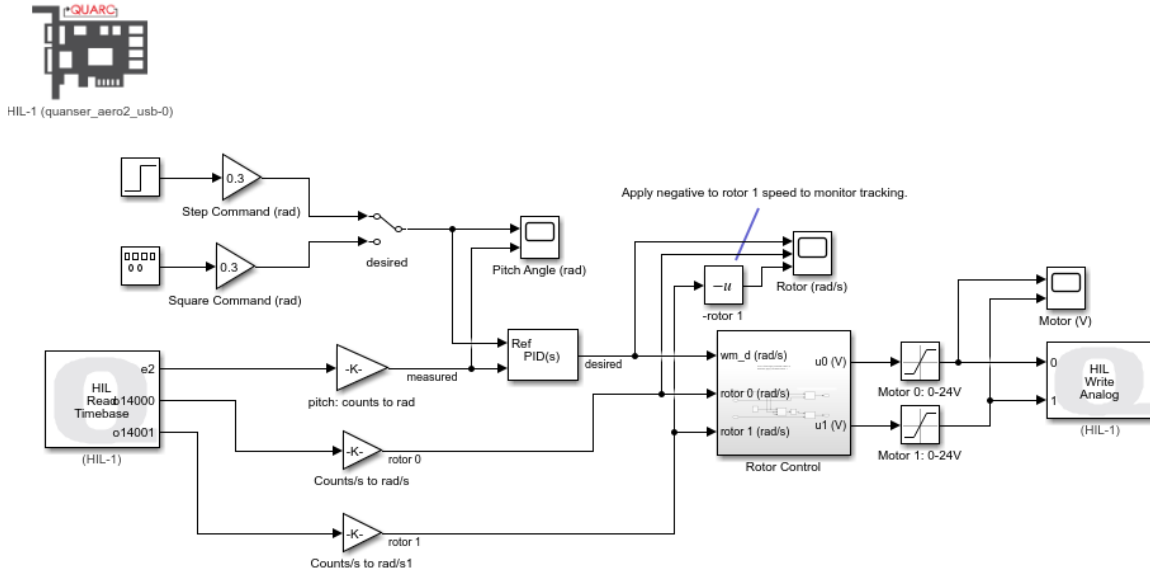 QUARC
HIL-1 (quanser_aero2_usb-0)
0.3
Step Command (rad)
0.3
Square Command (rad)
desired
Pitch Angle (rad)
Apply negative to rotor 1 speed to monitor tracking.
-u
-rotor 1
Rotor (rad/s)
Motor (V)
Ref
PID(s)
desired
wm_d (rad/s)
rotor 0 (rad/s)
rotor 1 (rad/s)
u0 (V)
u1 (V)
Rotor Control
Motor 0: 0-24V
Motor 1: 0-24V
0
1
HIL
Write
Analog
(HIL-1)
HIL
Read
Timebase
e2
o14000
o14001
(HIL-1)
-K-
pitch: counts to rad
measured
-K-
Counts/s to rad/s
rotor 0
-K-
Counts/s to rad/s1
rotor 1